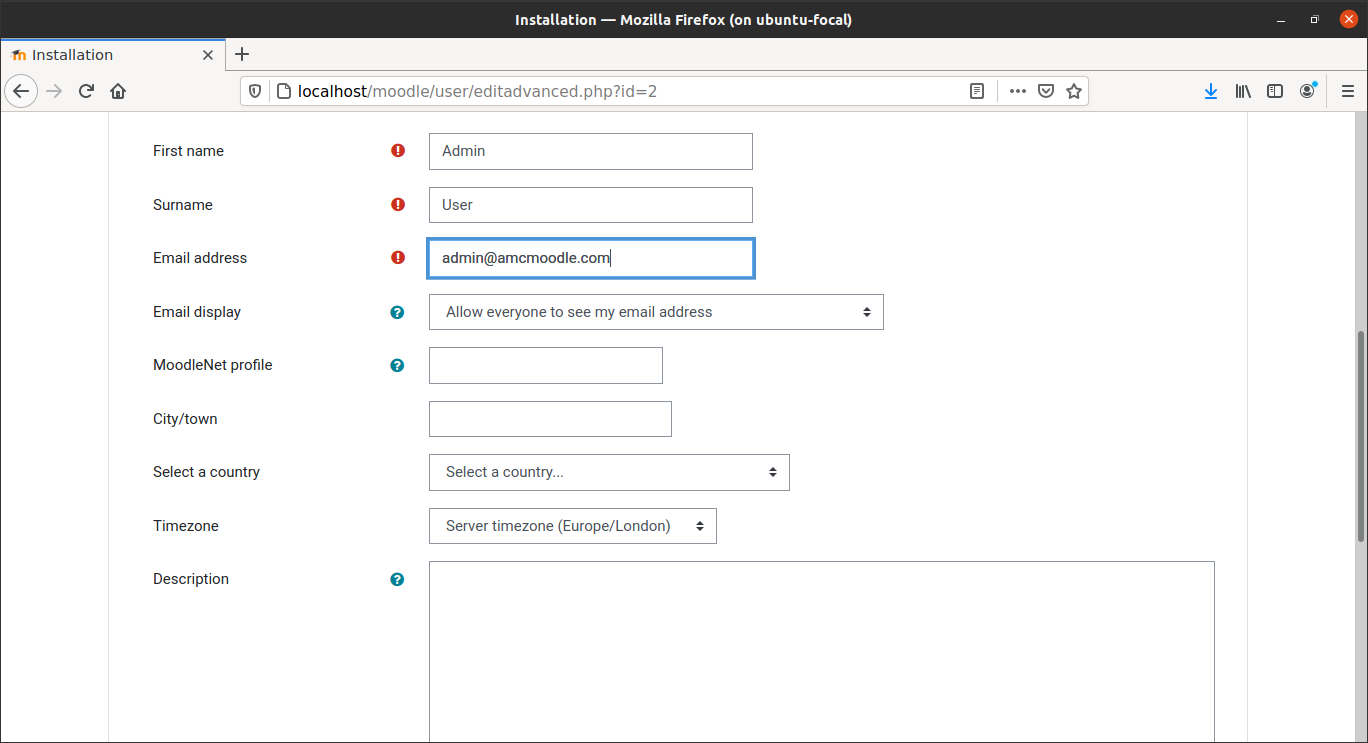 Installation — Mozilla Firefox (on ubuntu-focal)
Installation
localhost/moodle/user/editadvanced.php?id=2
First name
Admin
Surname
User
Email address
admin@amcmoodle.com
Email display
Allow everyone to see my email address
MoodleNet profile
City/town
Select a country
Select a country...
Timezone
Server timezone (Europe/London)
Description